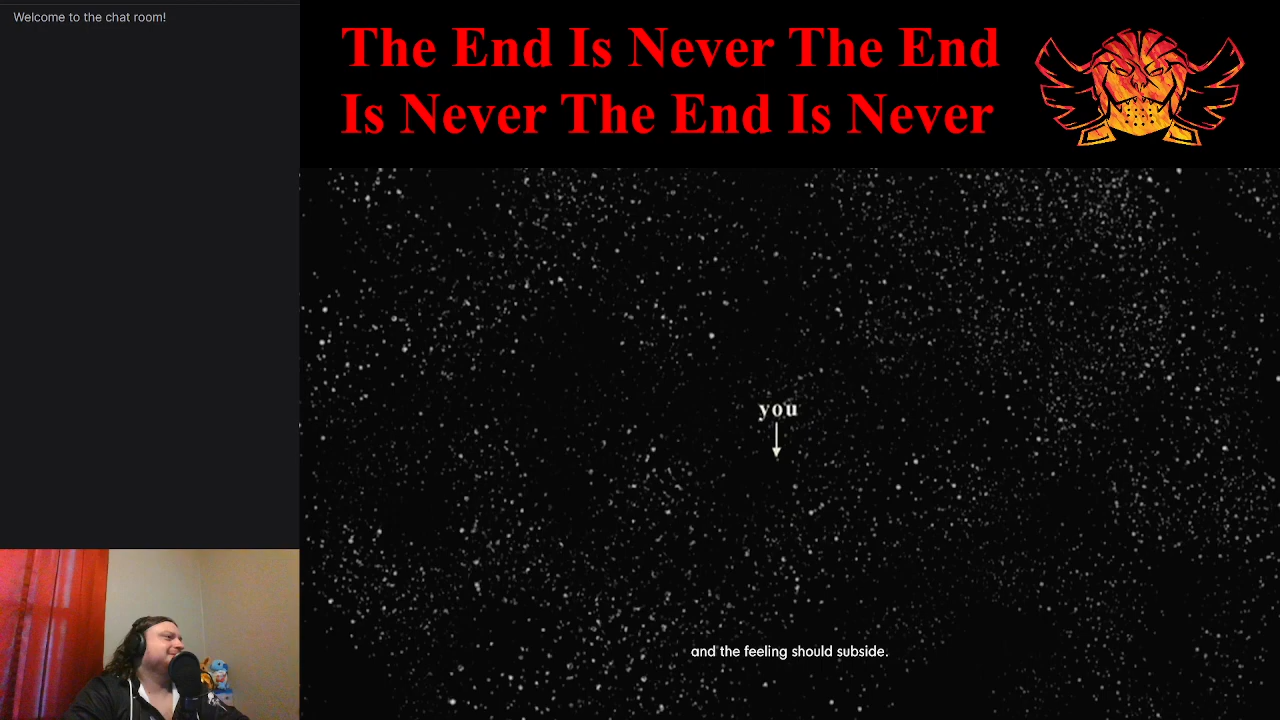 Welcome to the chat room!
The End Is Never The End
Is Never The End Is Never
you
and the feeling should subside.